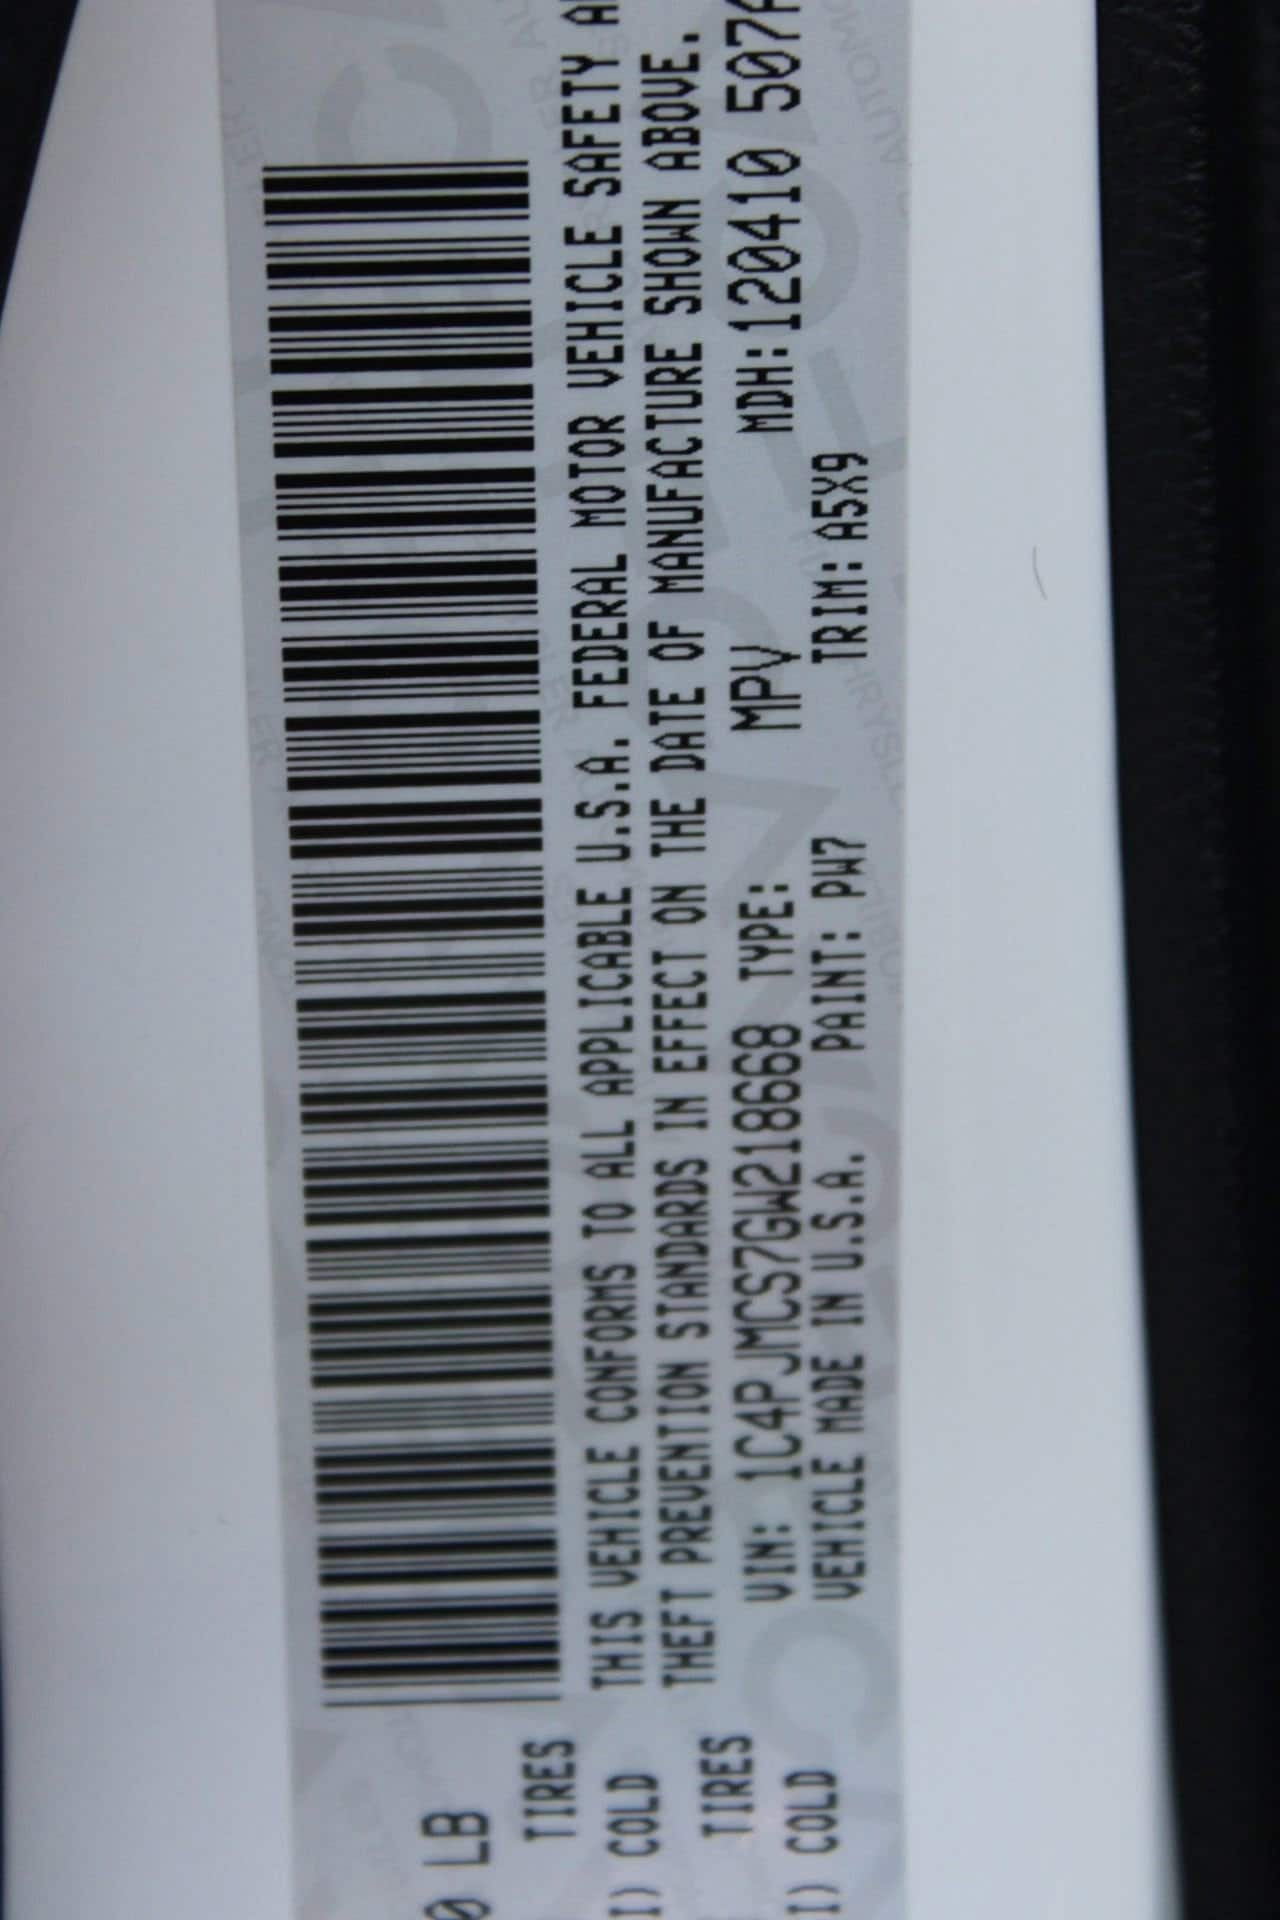 0 LB
TIRES
I) COLD
TIRES
I) COLD
THIS VEHICLE CONFORMS TO ALL APPLICABLE U.S.A. FEDERAL MOTOR VEHICLE SAFETY A
THEFT PREVENTION STANDARDS IN EFFECT ON THE DATE OF MANUFACTURE SHOWN ABOVE.
VIN: 1C4PJMCS7GW218668 TYPE: MPV MDH:120410 507A
VEHICLE MADE IN U.S.A. PAINT: PW7 TRIM: A5X9